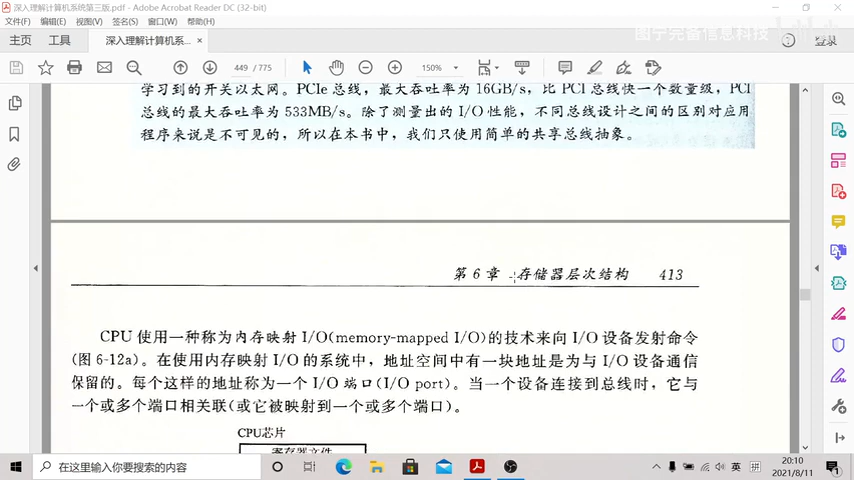 深入理解计算机系统第三版.pdf - Adobe Acrobat Reader DC (32-bit)
文件(F) 编辑(E) 视图(V) 签名(S) 窗口(W) 帮助(H)
图宁完备信息科技
主页 工具 深入理解计算机系... × 登录
449 / 775 150%
学习到的开关以太网。PCIe 总线，最大吞吐率为 16GB/s，比 PCI 总线快一个数量级，PCI
总线的最大吞吐率为 533MB/s。除了测量出的 I/O 性能，不同总线设计之间的区别对应用
程序来说是不可见的，所以在本书中，我们只使用简单的共享总线抽象。
第 6 章 存储器层次结构 413
CPU 使用一种称为内存映射 I/O(memory-mapped I/O)的技术来向 I/O 设备发射命令
(图 6-12a)。在使用内存映射 I/O 的系统中，地址空间中有一块地址是为与 I/O 设备通信
保留的。每个这样的地址称为一个 I/O 端口(I/O port)。当一个设备连接到总线时，它与
一个或多个端口相关联(或它被映射到一个或多个端口)。
CPU芯片
寄存器文件
在这里输入你要搜索的内容
英 拼 20:10
2021/8/11